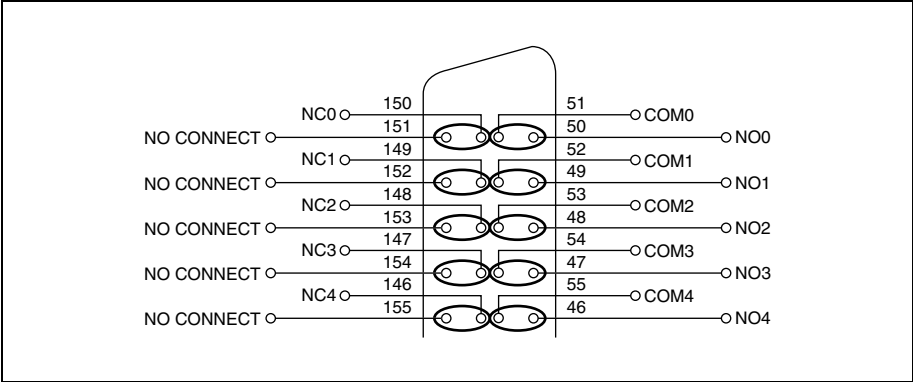 NC0 150 51 COM0
NO CONNECT 151 50 NO0
NC1 149 52 COM1
NO CONNECT 152 49 NO1
NC2 148 53 COM2
NO CONNECT 153 48 NO2
NC3 147 54 COM3
NO CONNECT 154 47 NO3
NC4 146 55 COM4
NO CONNECT 155 46 NO4